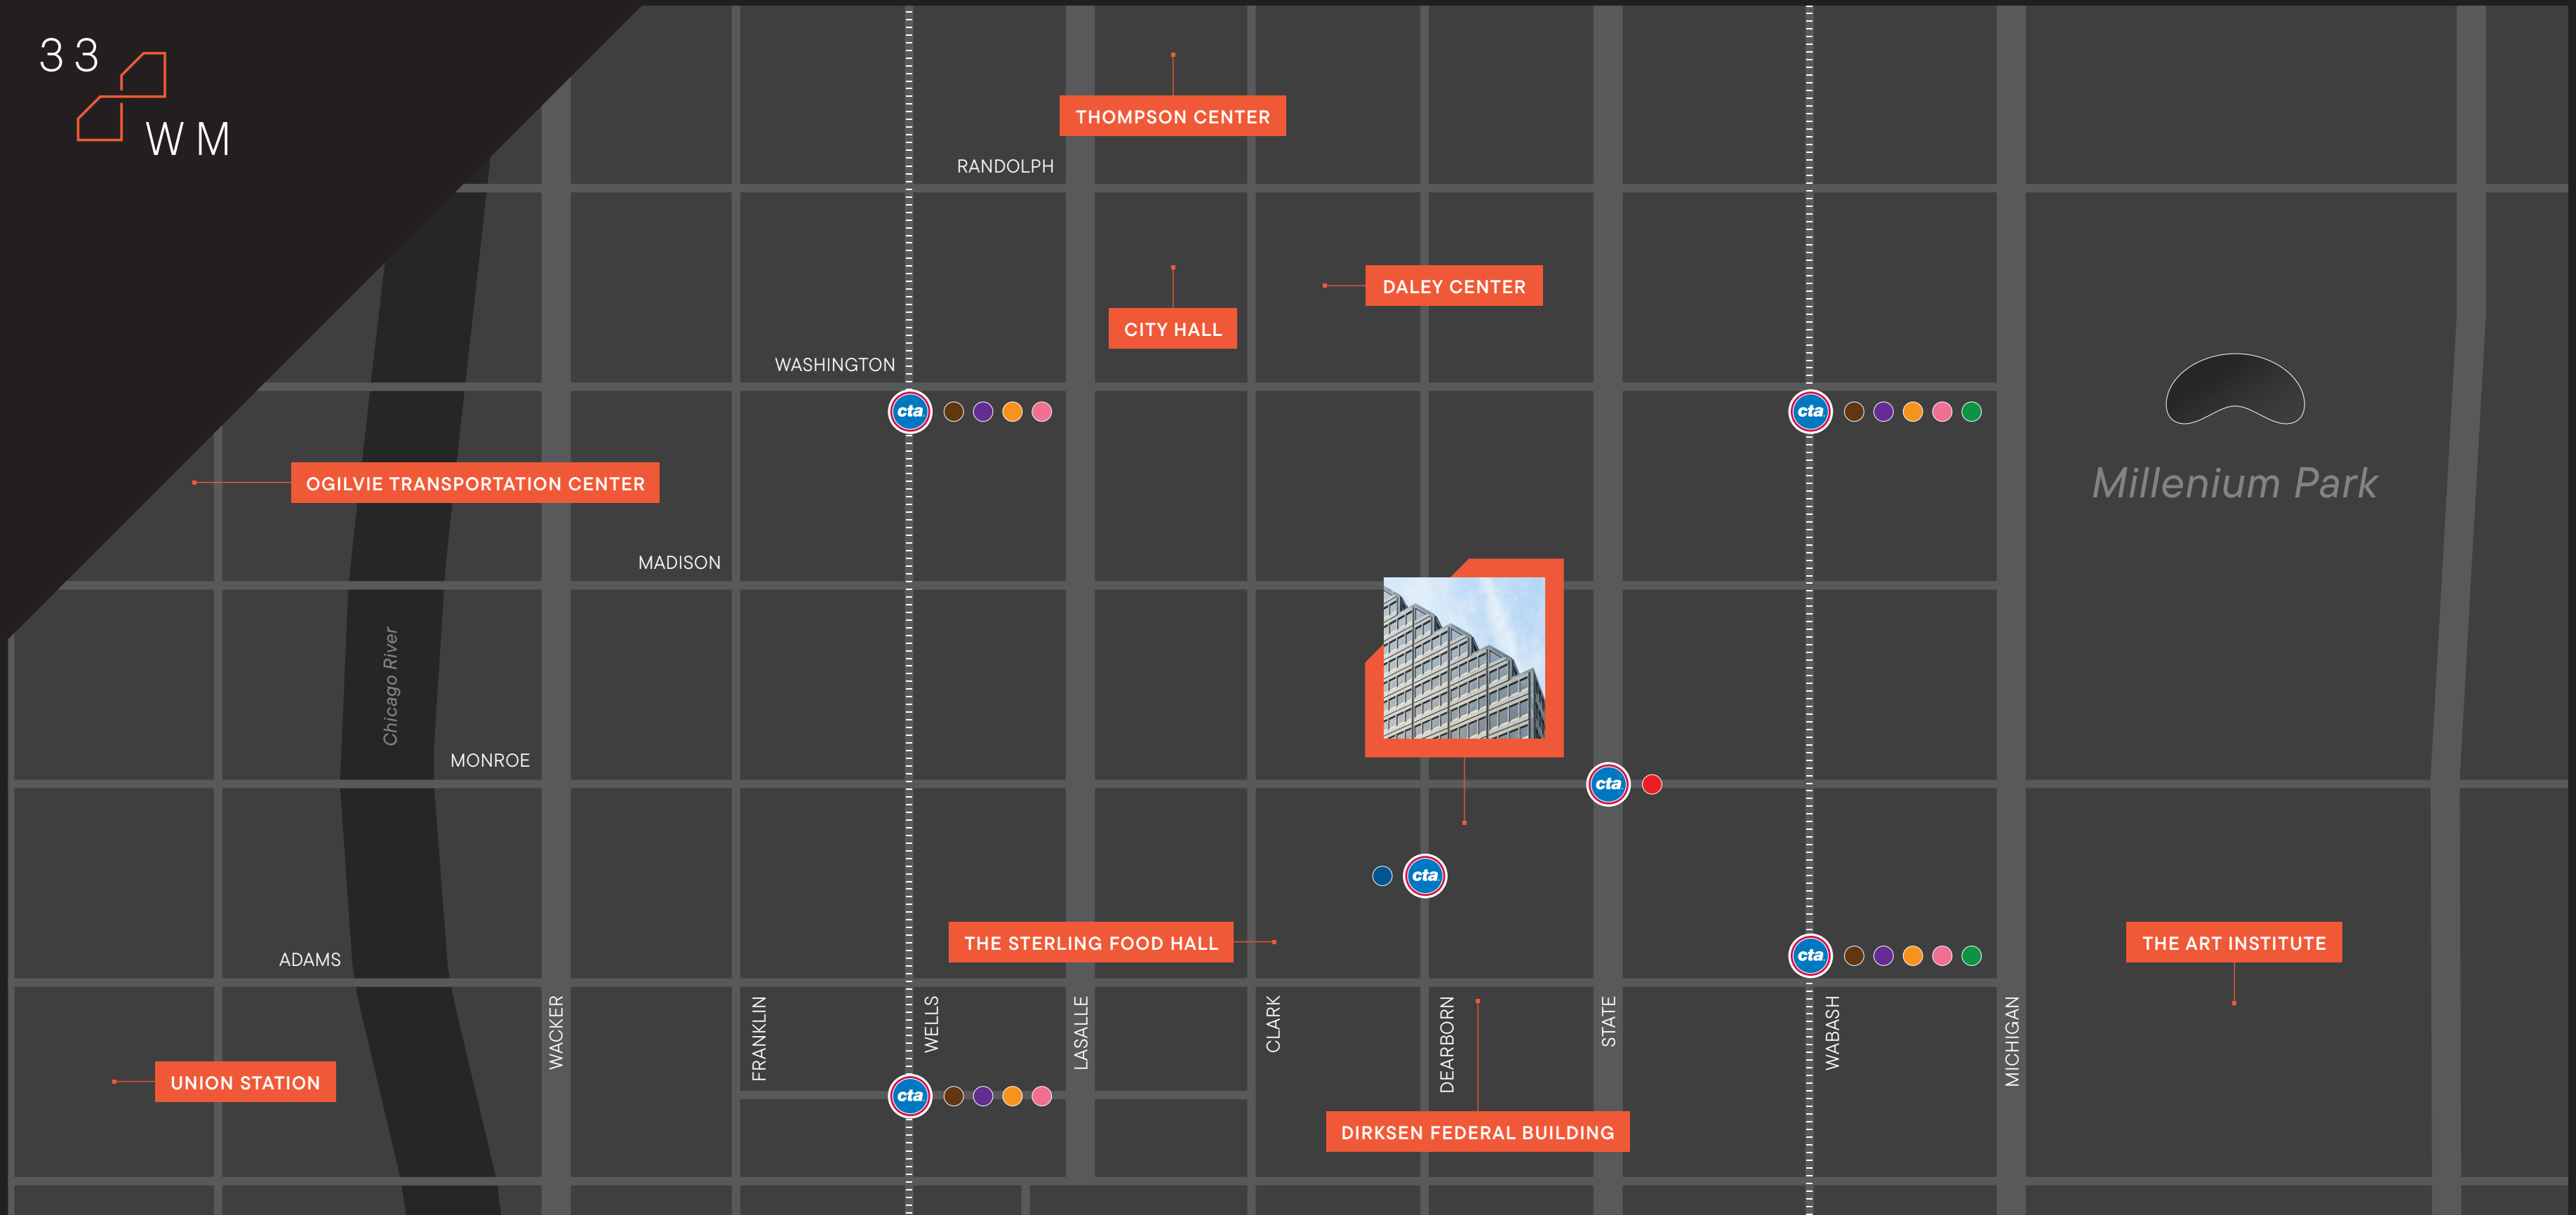 33
WM
THOMPSON CENTER
RANDOLPH
DALEY CENTER
CITY HALL
WASHINGTON
cta
cta
OGILVIE TRANSPORTATION CENTER
Millenium Park
MADISON
Chicago River
MONROE
cta
cta
THE STERLING FOOD HALL
THE ART INSTITUTE
ADAMS
cta
WACKER
FRANKLIN
WELLS
LASALLE
CLARK
DEARBORN
STATE
WABASH
MICHIGAN
UNION STATION
cta
DIRKSEN FEDERAL BUILDING